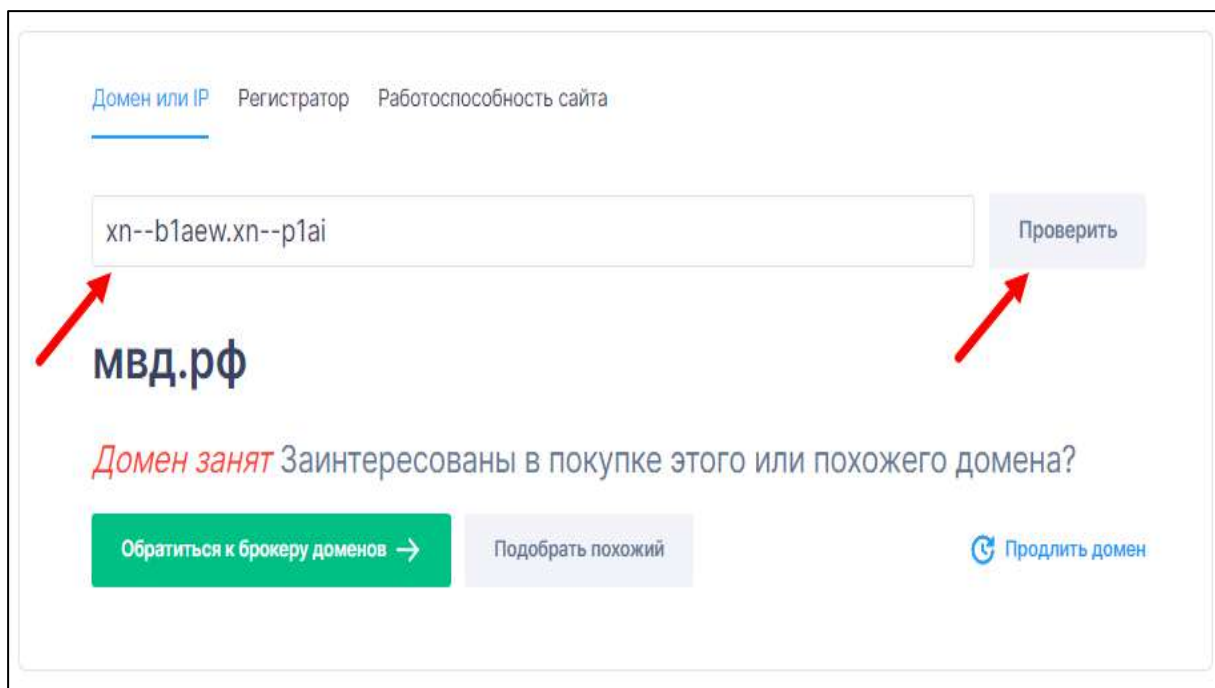 Домен или IP Регистратор Работоспособность сайта
xn--b1aew.xn--p1ai Проверить
мвд.рф
Домен занят Заинтересованы в покупке этого или похожего домена?
Обратиться к брокеру доменов → Подобрать похожий Продлить домен